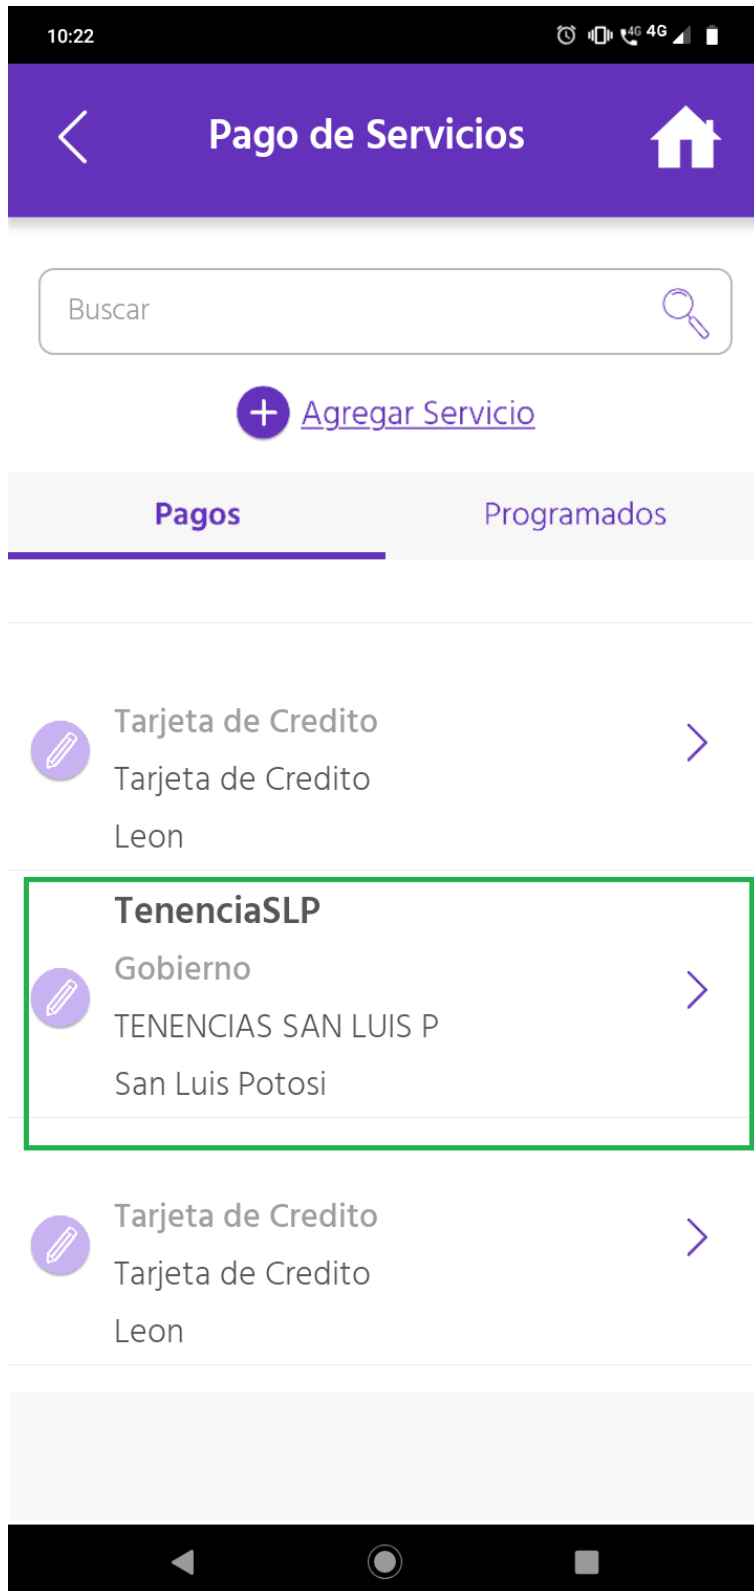 10:22
4G 4G
Pago de Servicios
Buscar
Agregar Servicio
Pagos
Programados
Tarjeta de Credito
Tarjeta de Credito
Leon
TenenciaSLP
Gobierno
TENENCIAS SAN LUIS P
San Luis Potosi
Tarjeta de Credito
Tarjeta de Credito
Leon